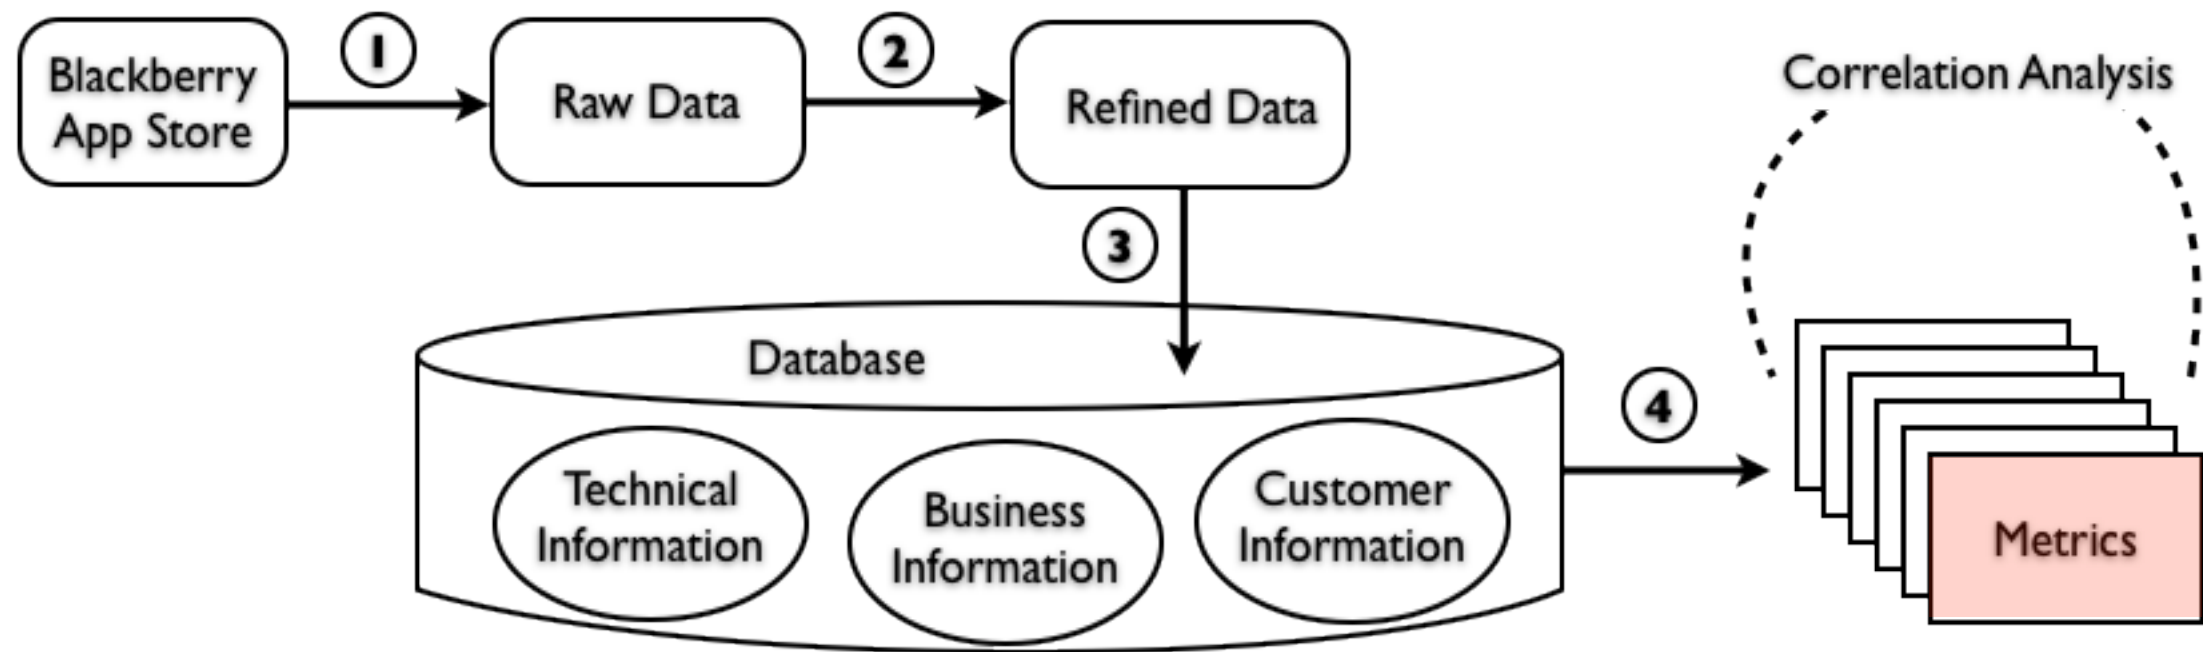 Blackberry
App Store
1
Raw Data
2
Refined Data
Correlation Analysis
3
Database
4
Technical
Information
Business
Information
Customer
Information
Metrics